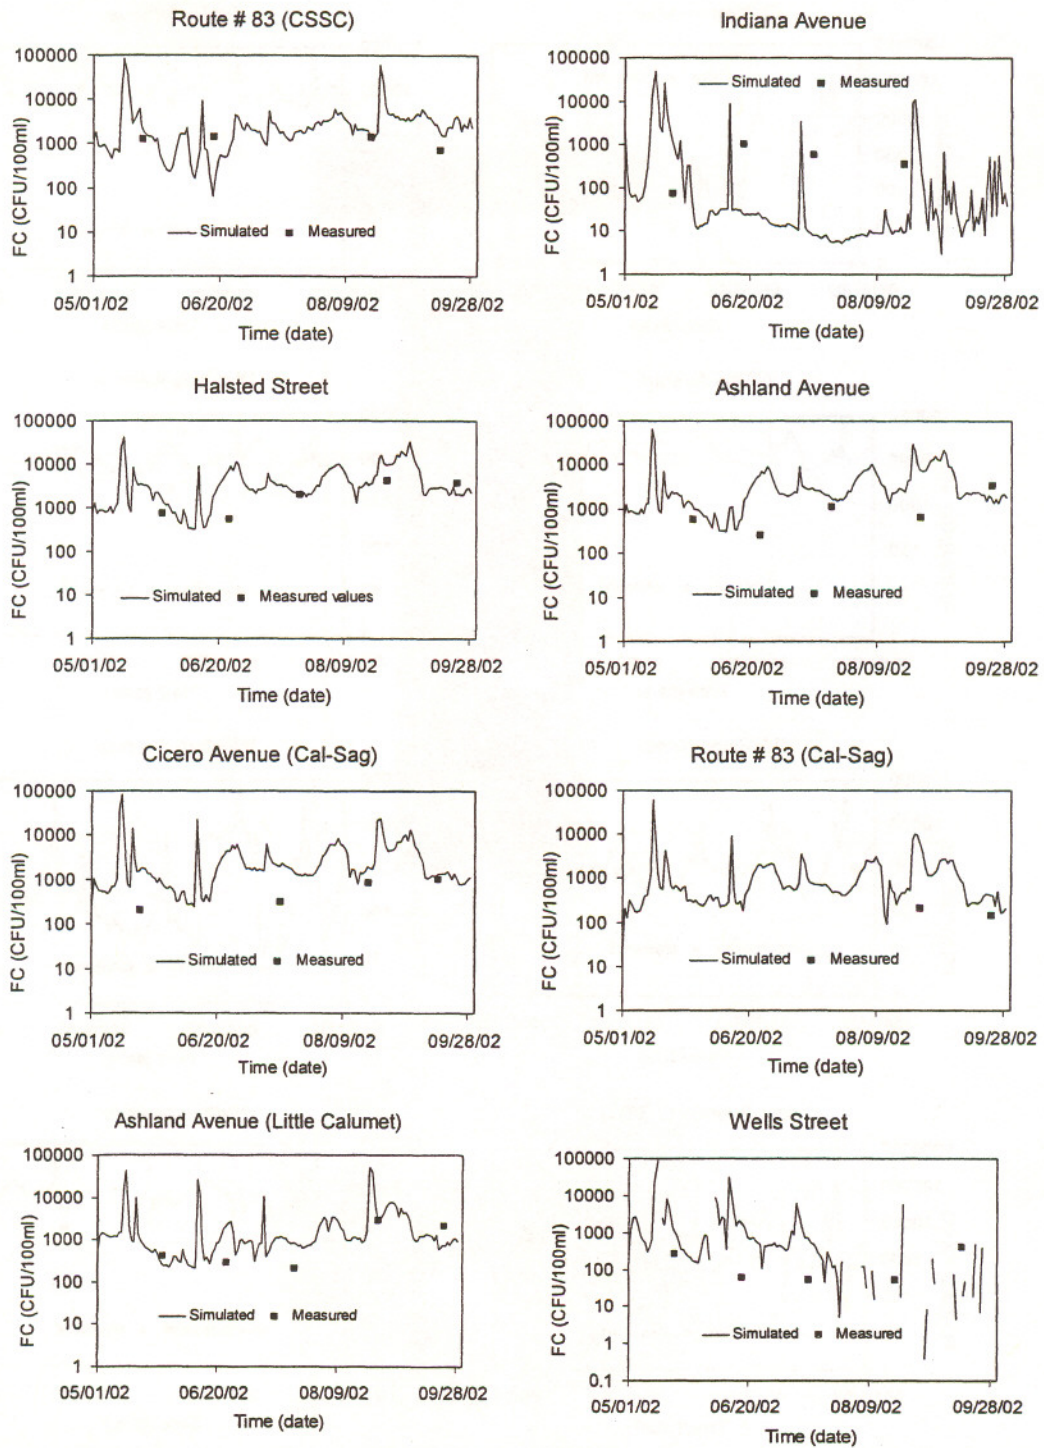 Route # 83 (CSSC)
FC (CFU/100ml)
100000
10000
1000
100
10
1
Simulated Measured
05/01/02 06/20/02 08/09/02 09/28/02
Time (date)
Indiana Avenue
FC (CFU/100ml)
100000
10000
1000
100
10
1
Simulated Measured
05/01/02 06/20/02 08/09/02 09/28/02
Time (date)
Halsted Street
FC (CFU/100ml)
100000
10000
1000
100
10
1
Simulated Measured values
05/01/02 06/20/02 08/09/02 09/28/02
Time (date)
Ashland Avenue
FC (CFU/100ml)
100000
10000
1000
100
10
1
Simulated Measured
05/01/02 06/20/02 08/09/02 09/28/02
Time (date)
Cicero Avenue (Cal-Sag)
FC (CFU/100ml)
100000
10000
1000
100
10
1
Simulated Measured
05/01/02 06/20/02 08/09/02 09/28/02
Time (date)
Route # 83 (Cal-Sag)
FC (CFU/100ml)
100000
10000
1000
100
10
1
Simulated Measured
05/01/02 06/20/02 08/09/02 09/28/02
Time (date)
Ashland Avenue (Little Calumet)
FC (CFU/100ml)
100000
10000
1000
100
10
1
Simulated Measured
05/01/02 06/20/02 08/09/02 09/28/02
Time (date)
Wells Street
FC (CFU/100ml)
100000
10000
1000
100
10
1
0.1
Simulated Measured
05/01/02 06/20/02 08/09/02 09/28/02
Time (date)